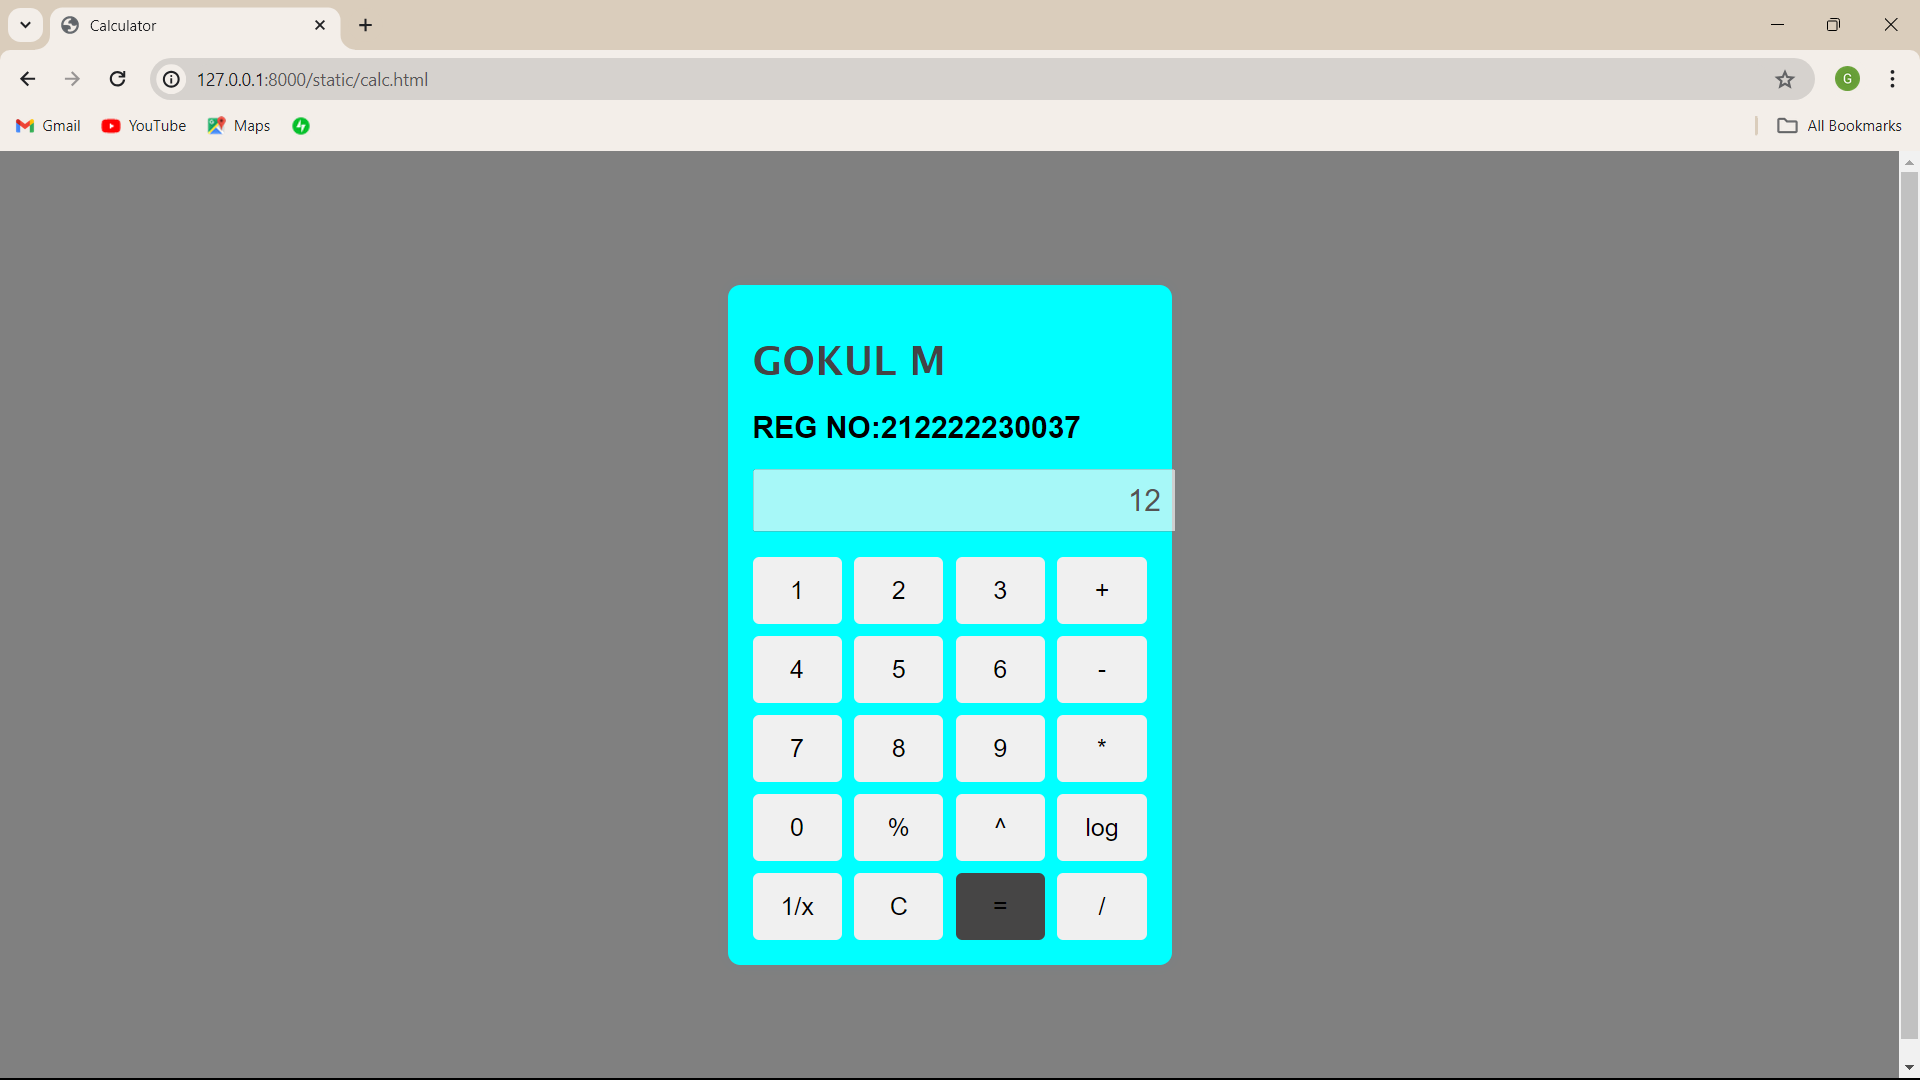 Calculator
127.0.0.1:8000/static/calc.html
G
Gmail YouTube Maps All Bookmarks
GOKUL M
REG NO:212222230037
12
1 2 3 +
4 5 6 -
7 8 9 *
0 % ^ log
1/x C = /